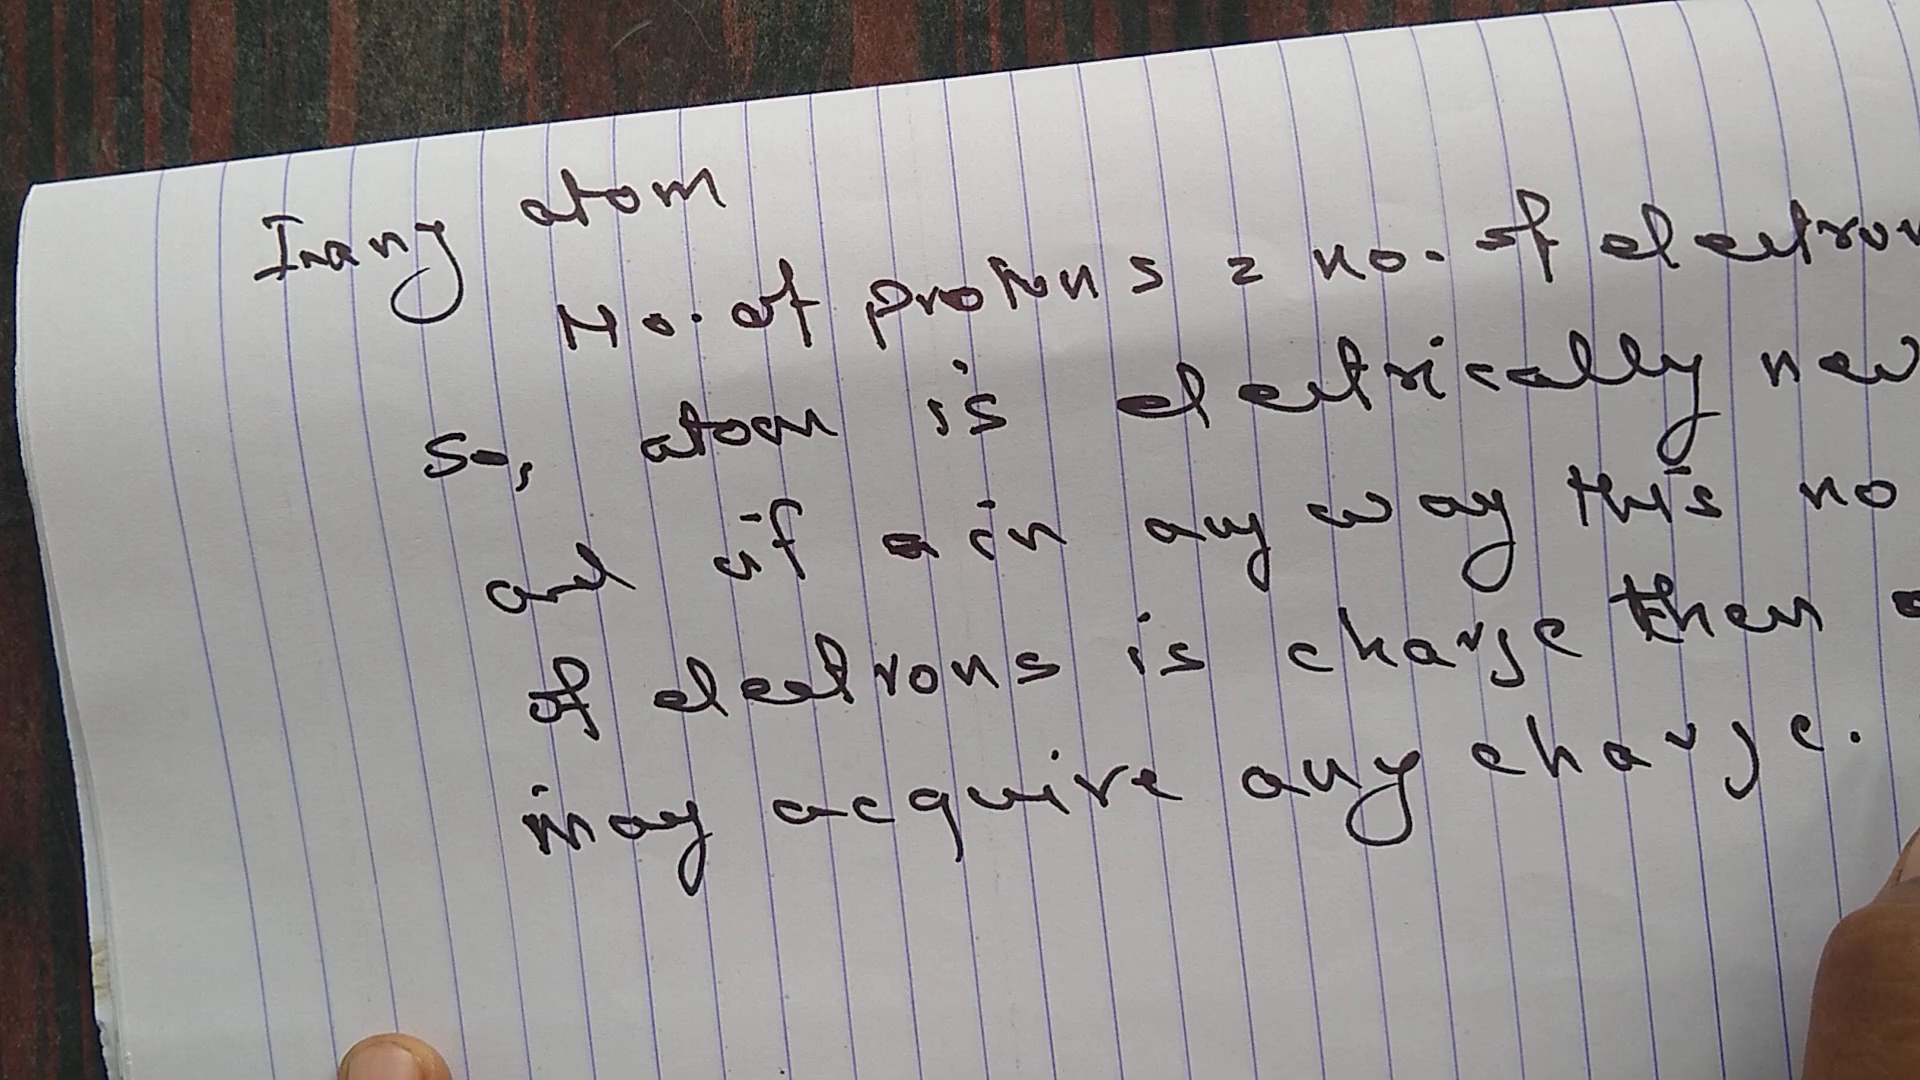 In any atom
No. of protons = no. of electron
So, atom is electrically neu
and if a in any way this no
of electrons is charge then a
may acquire any charge.